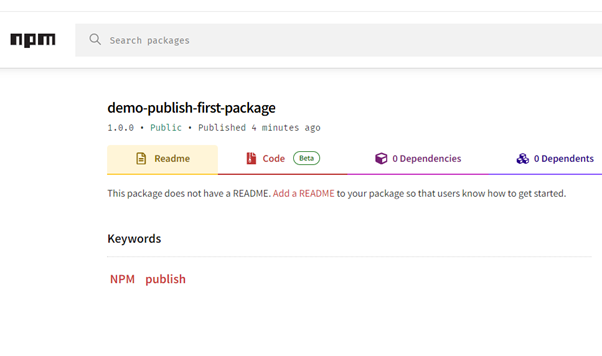 npm
Search packages
demo-publish-first-package
1.0.0 • Public • Published 4 minutes ago
Readme Code Beta 0 Dependencies 0 Dependents
This package does not have a README. Add a README to your package so that users know how to get started.
Keywords
NPM publish